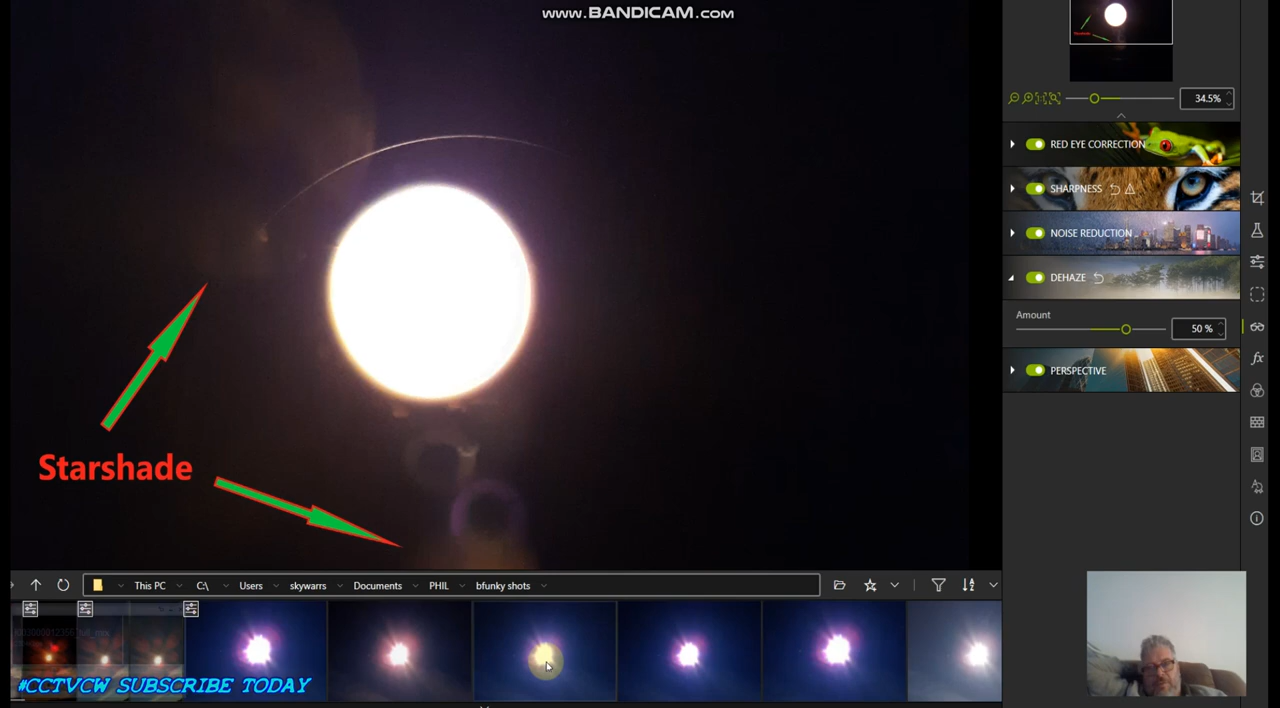 www.BANDICAM.com
34.5%
RED EYE CORRECTION
SHARPNESS
NOISE REDUCTION
DEHAZE
Amount
50 %
PERSPECTIVE
fx
Starshade
This PC
C:\
Users
skywarrs
Documents
PHIL
bfunky shots
#CCTVCW SUBSCRIBE TODAY